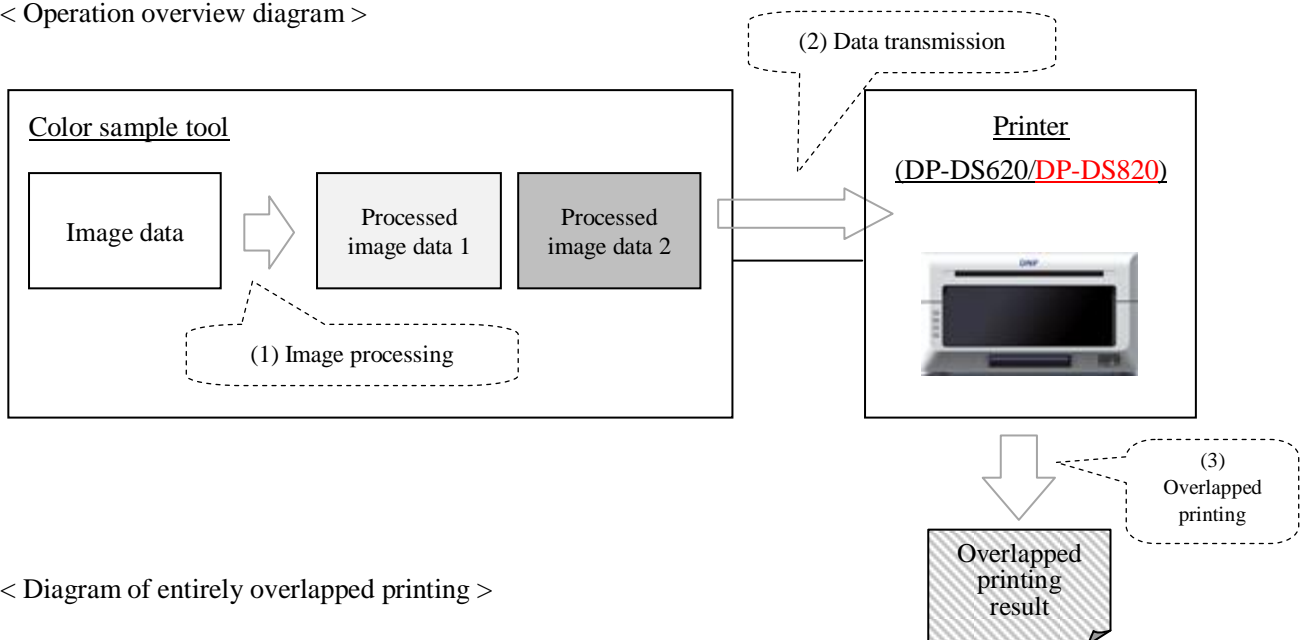 < Operation overview diagram >
(2) Data transmission
Color sample tool
Printer
(DP-DS620/DP-DS820)
Image data
Processed
image data 1
Processed
image data 2
DNP
(1) Image processing
(3)
Overlapped
printing
Overlapped
printing
result
< Diagram of entirely overlapped printing >